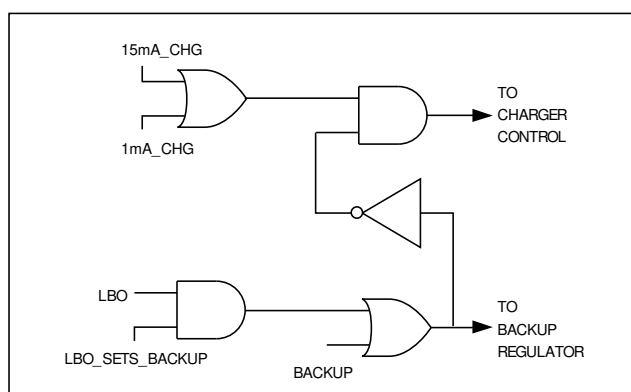 15mA_CHG
1mA_CHG
TO
CHARGER
CONTROL
LBO
LBO_SETS_BACKUP
BACKUP
TO
BACKUP
REGULATOR